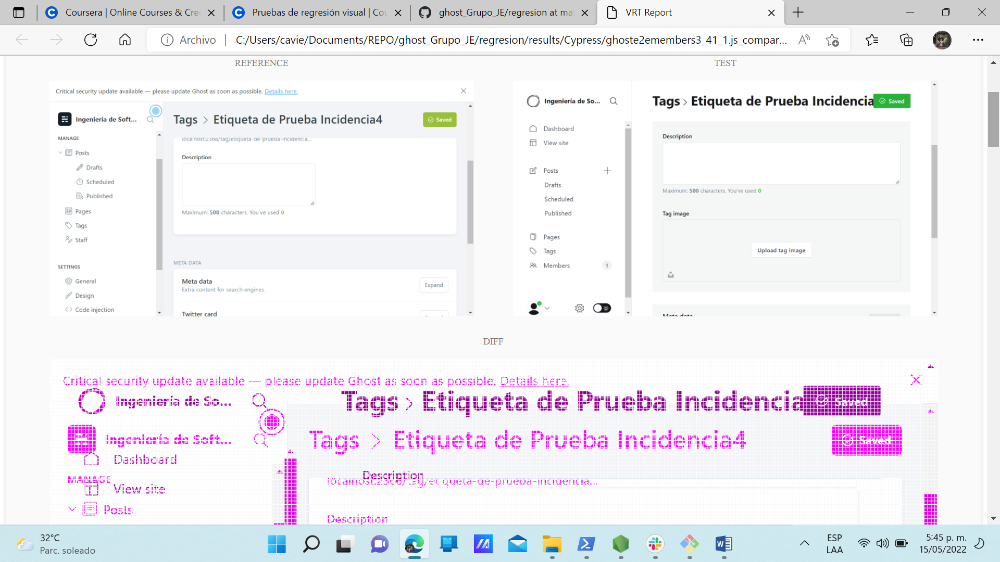 Coursera | Online Courses & Cre
Pruebas de regresión visual | Cou
ghost_Grupo_JE/regresion at ma
VRT Report
Archivo
C:/Users/cavie/Documents/REPO/ghost_Grupo_JE/regresion/results/Cypress/ghoste2emembers3_41_1.js_compar...
REFERENCE
TEST
Critical security update available — please update Ghost as soon as possible. Details here.
Ingeniería de Soft...
MANAGE
Posts
Drafts
Scheduled
Published
Pages
Tags
Staff
SETTINGS
General
Design
Code injection
Tags > Etiqueta de Prueba Incidencia4
Saved
localhost:2368/tag/etiqueta-de-prueba-incidencia...
Description
Maximum: 500 characters. You've used 0
META DATA
Meta data
Extra content for search engines.
Expand
Twitter card
Ingeniería de So...
Dashboard
View site
Posts
Drafts
Scheduled
Published
Pages
Tags
Members
1
Tags > Etiqueta de Prueba Incidencia
Saved
Description
Maximum: 500 characters. You've used 0
Tag image
Upload tag image
Meta data
DIFF
Critical security update available — please update Ghost as soon as possible. Details here.
Ingeniería de So...
Tags > Etiqueta de Prueba Incidencia
Saved
Ingeniería de Soft...
Tags > Etiqueta de Prueba Incidencia4
Saved
Dashboard
MANAGE
Description
localhost:2368/tag/etiqueta-de-prueba-incidencia...
View site
Posts
Description
32°C
Parc. soleado
ESP
LAA
5:45 p. m.
15/05/2022